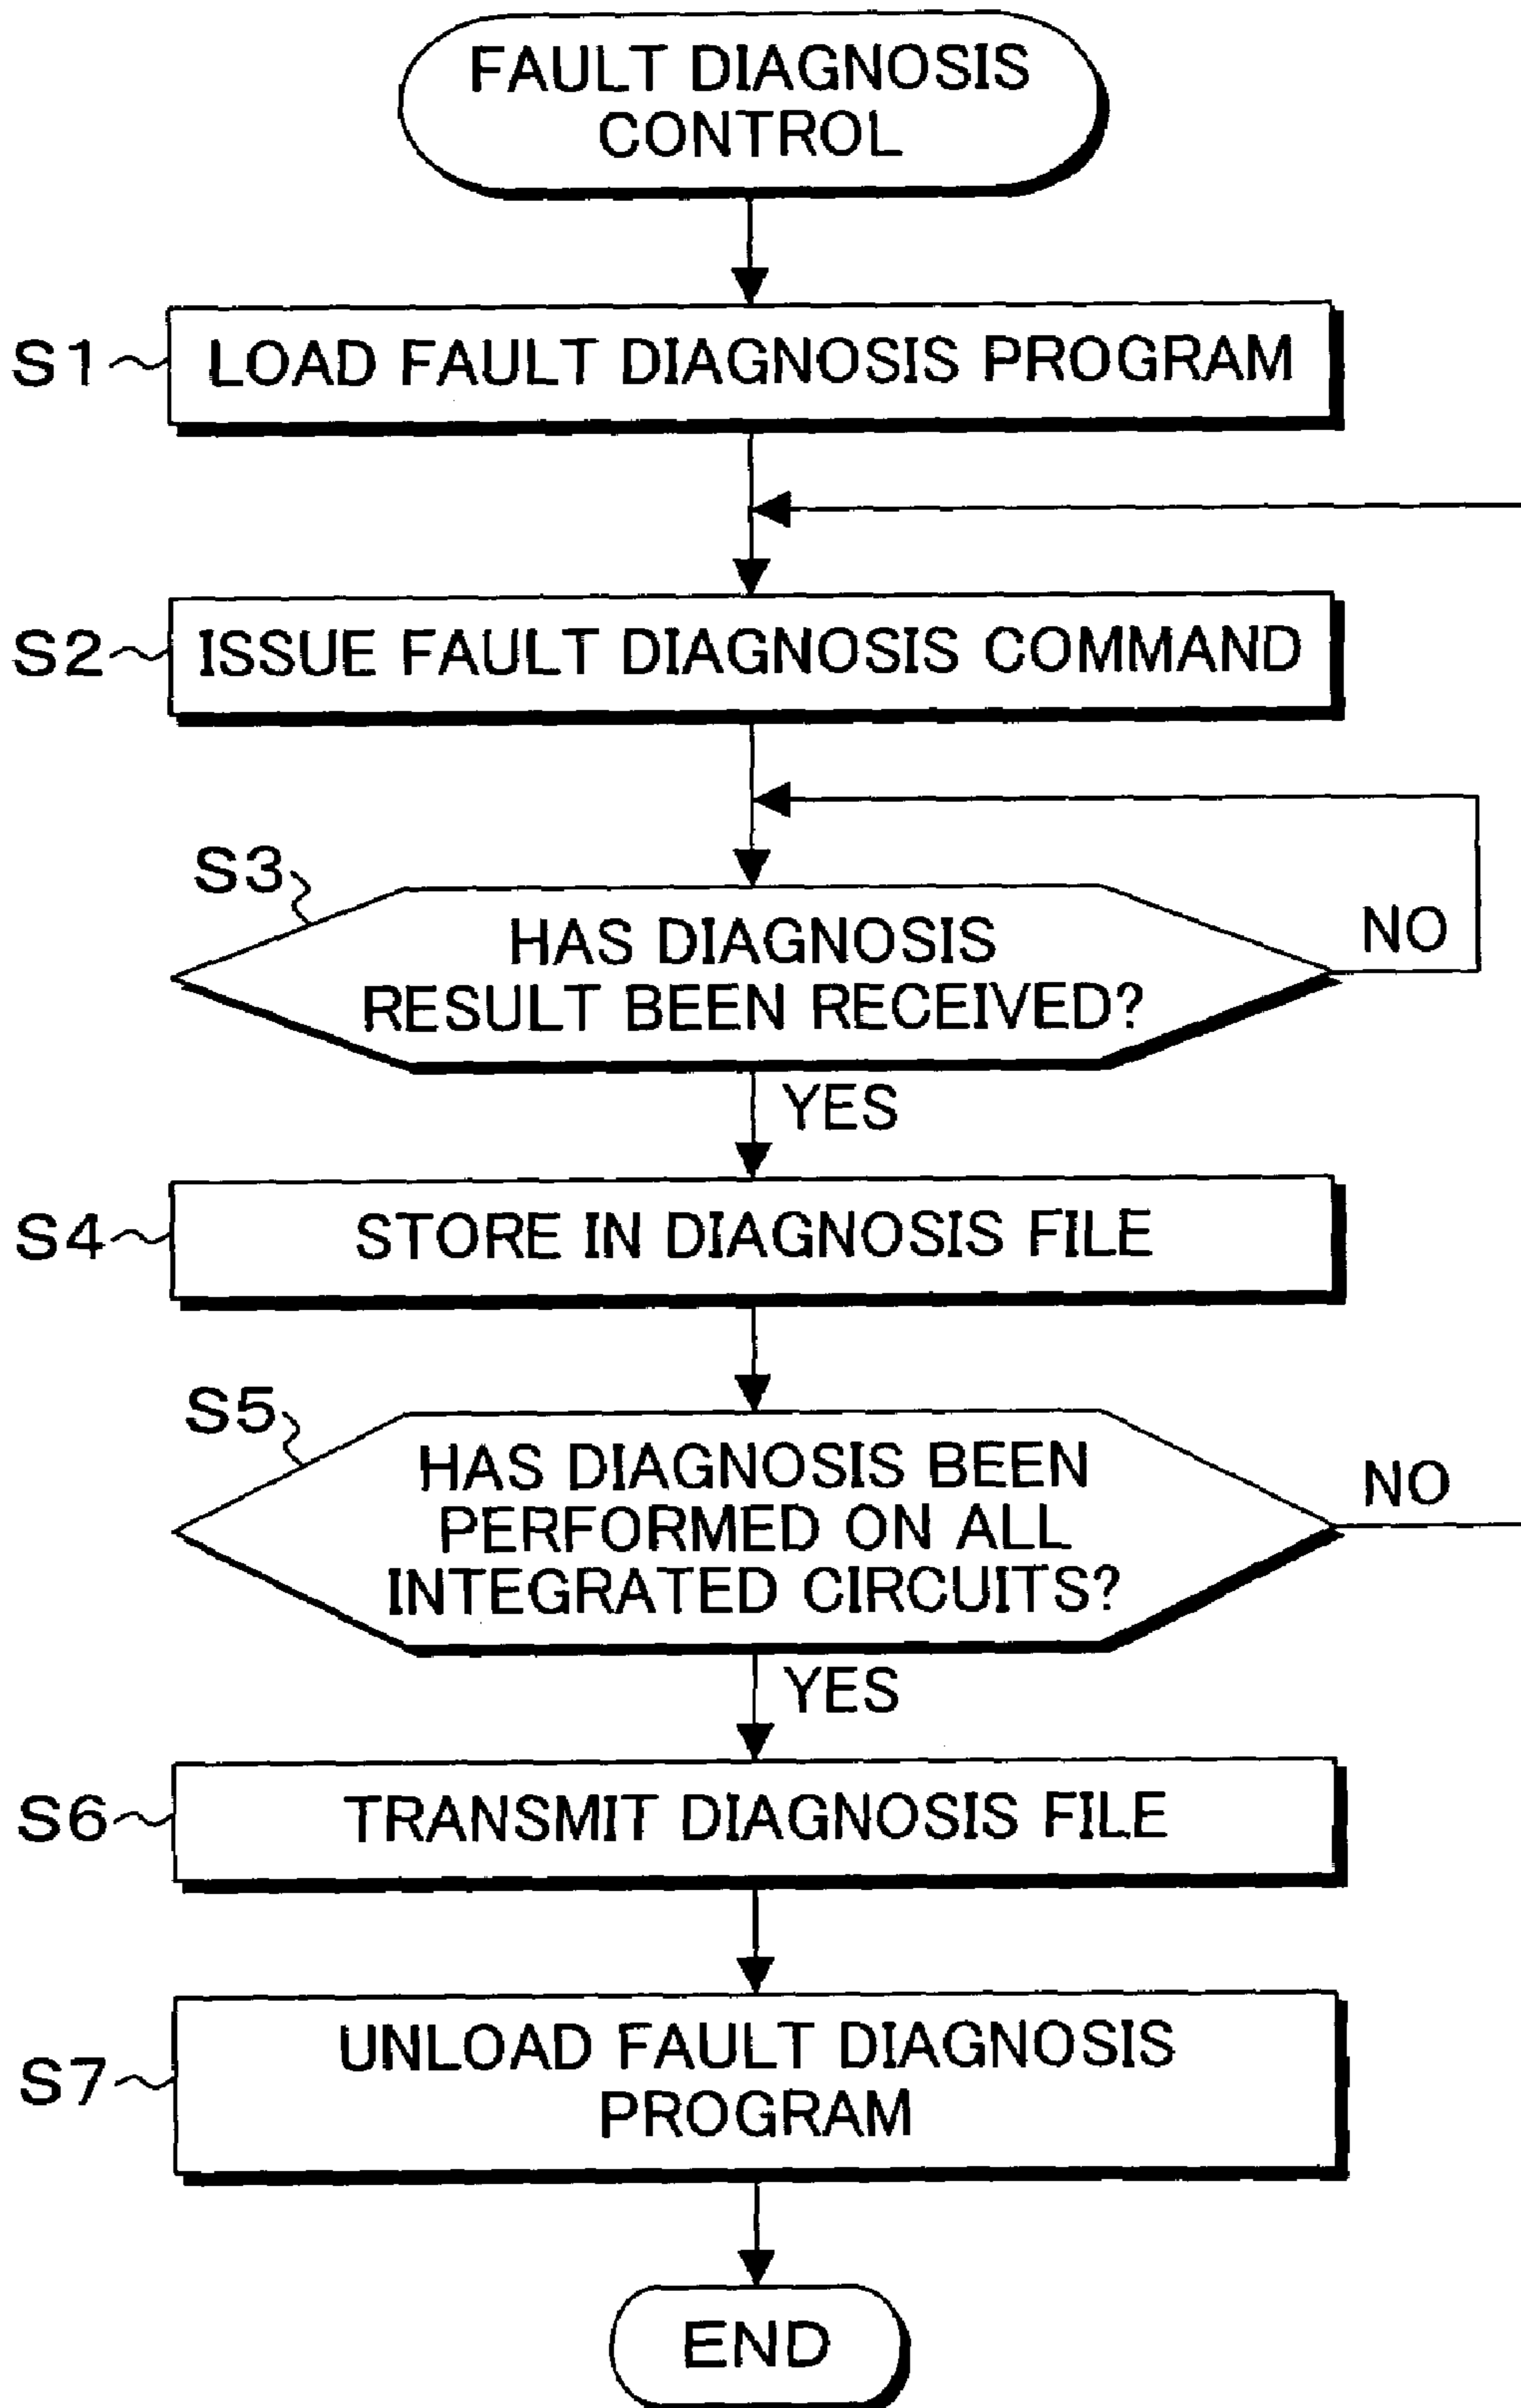 FAULT DIAGNOSIS
CONTROL
S1
LOAD FAULT DIAGNOSIS PROGRAM
S2
ISSUE FAULT DIAGNOSIS COMMAND
S3
HAS DIAGNOSIS
RESULT BEEN RECEIVED?
NO
YES
S4
STORE IN DIAGNOSIS FILE
S5
HAS DIAGNOSIS BEEN
PERFORMED ON ALL
INTEGRATED CIRCUITS?
NO
YES
S6
TRANSMIT DIAGNOSIS FILE
S7
UNLOAD FAULT DIAGNOSIS
PROGRAM
END